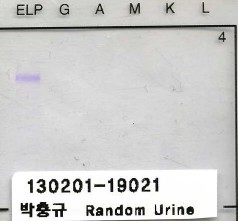 ELP G A M K L
4
130201-19021
박충규 Random Urine